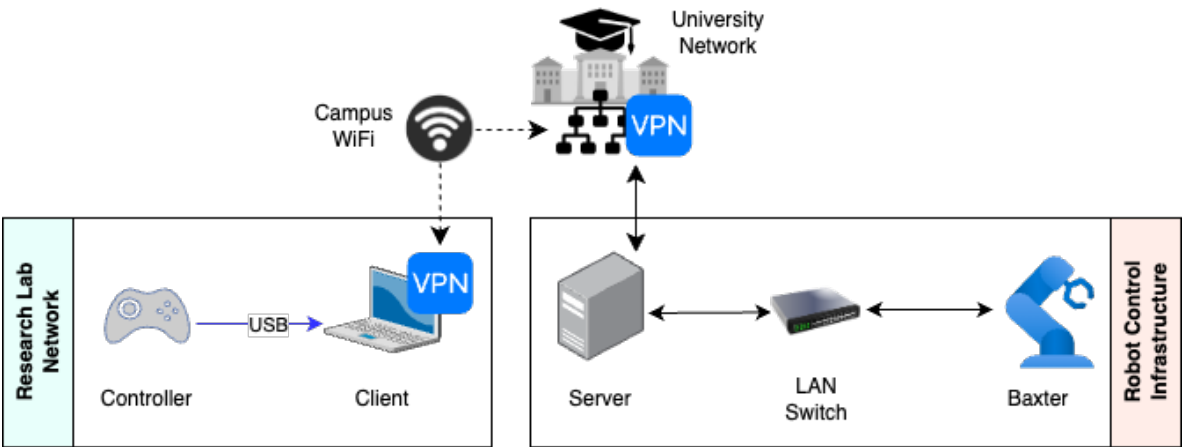 University
Network
Campus
WiFi
VPN
Research Lab
Network
VPN
USB
Controller
Client
Server
LAN
Switch
Baxter
Robot Control
Infrastructure